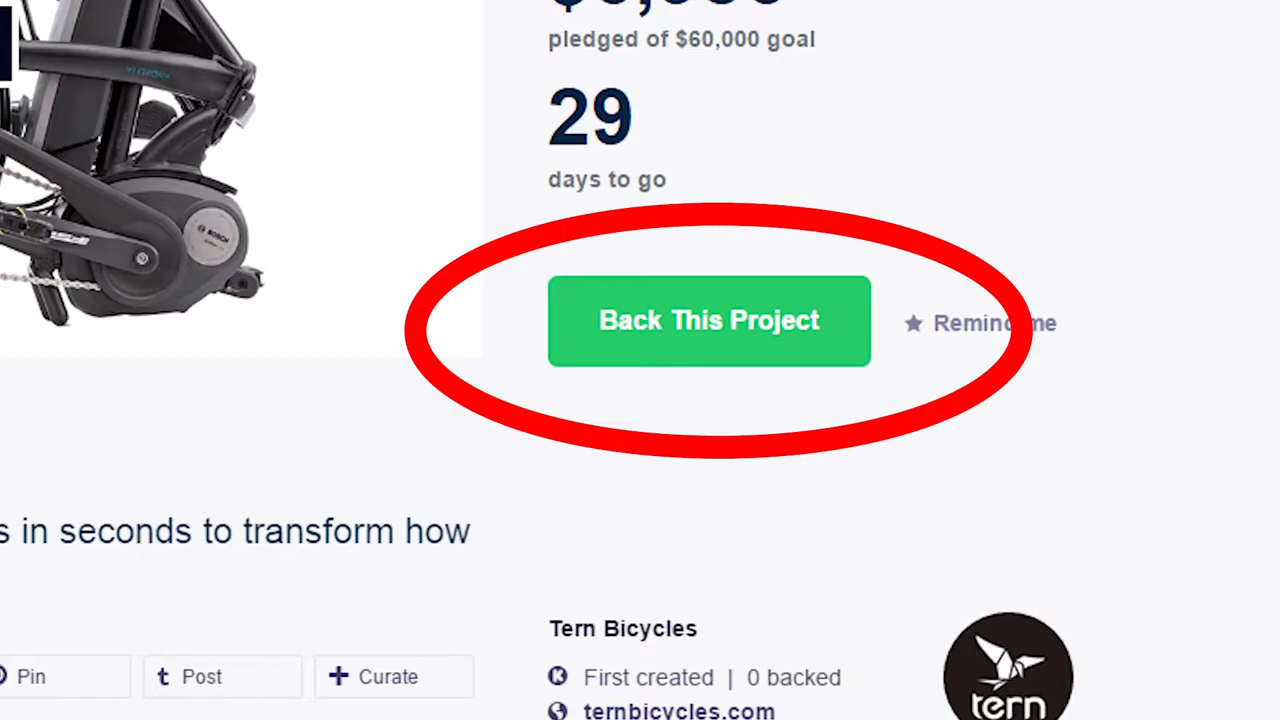 pledged of $60,000 goal
29
days to go
BOSCH
Back This Project
Remind me
s in seconds to transform how
Tern Bicycles
Pin
Post
Curate
First created | 0 backed
ternbicycles.com
tern